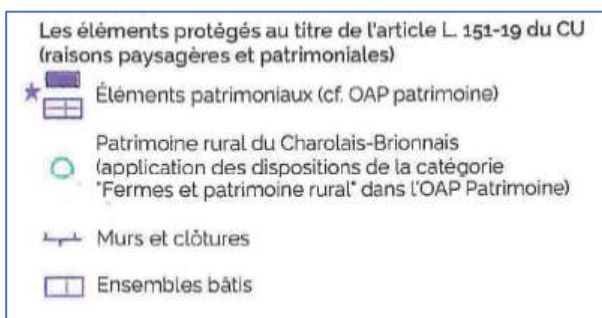 Les éléments protégés au titre de l'article L. 151-19 du CU
(raisons paysagères et patrimoniales)
Éléments patrimoniaux (cf. OAP patrimoine)
Patrimoine rural du Charolais-Brionnais
(application des dispositions de la catégorie
"Fermes et patrimoine rural" dans l'OAP Patrimoine)
Murs et clôtures
Ensembles bâtis